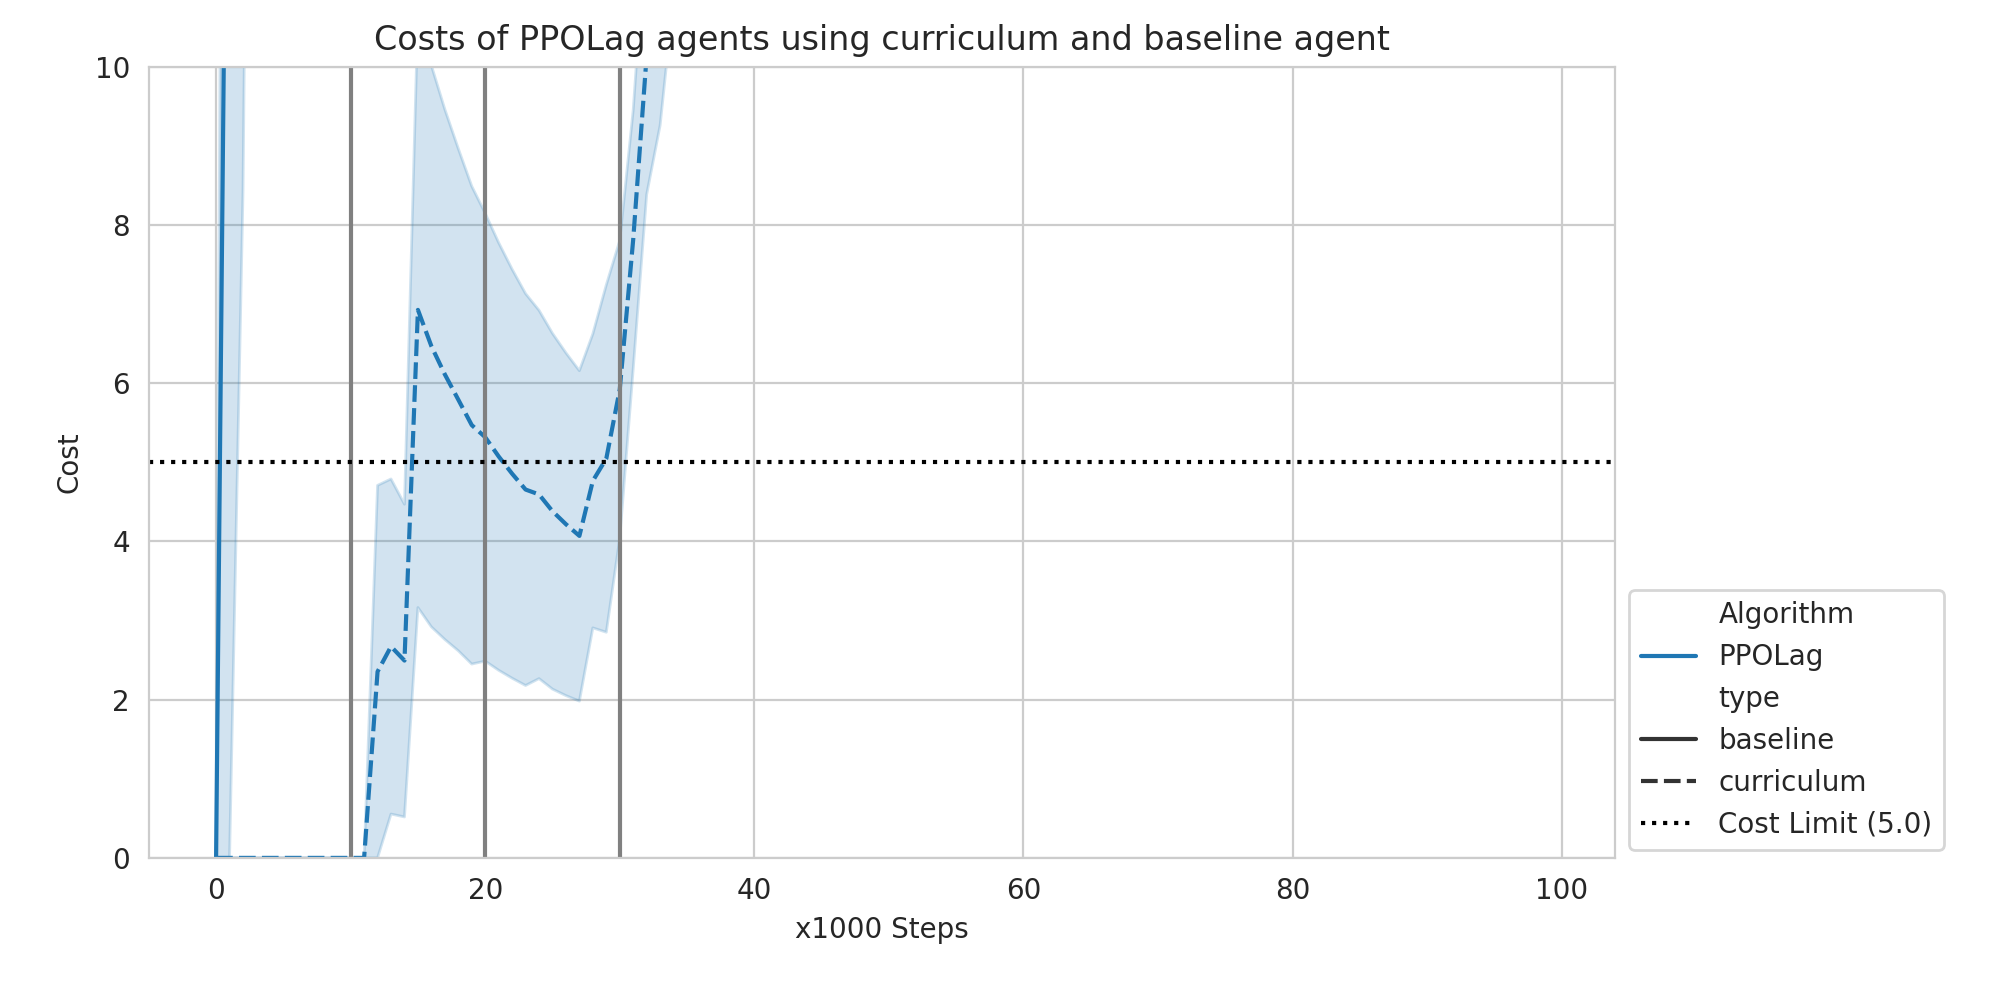 Costs of PPOLag agents using curriculum and baseline agent
10
8
6
4
2
0
Cost
0 20 40 60 80 100
x1000 Steps
Algorithm
PPOLag
type
baseline
curriculum
Cost Limit (5.0)